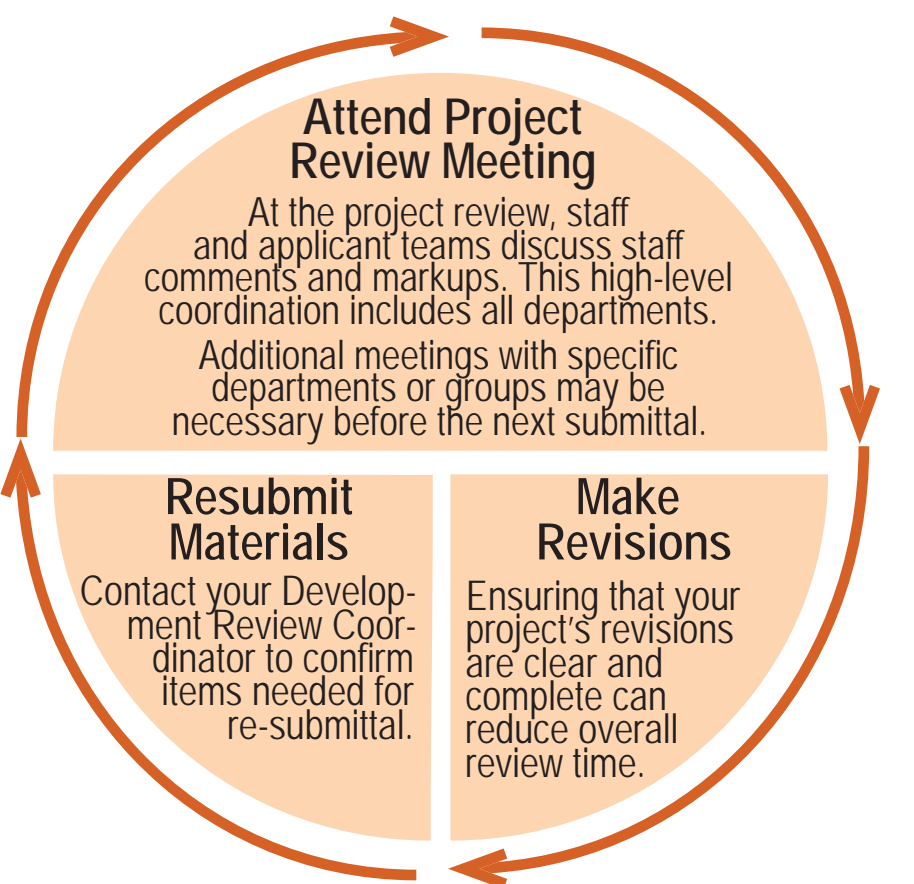 Attend Project
Review Meeting
At the project review, staff
and applicant teams discuss staff
comments and markups. This high-level
coordination includes all departments.
Additional meetings with specific
departments or groups may be
necessary before the next submittal.
Resubmit
Materials
Contact your Develop-
ment Review Coor-
dinator to confirm
items needed for
re-submittal.
Make
Revisions
Ensuring that your
project's revisions
are clear and
complete can
reduce overall
review time.